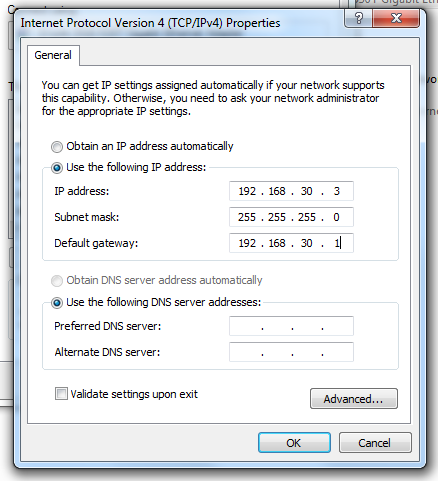 Internet Protocol Version 4 (TCP/IPv4) Properties
General
You can get IP settings assigned automatically if your network supports
this capability. Otherwise, you need to ask your network administrator
for the appropriate IP settings.
Obtain an IP address automatically
Use the following IP address:
IP address: 192 . 168 . 30 . 3
Subnet mask: 255 . 255 . 255 . 0
Default gateway: 192 . 168 . 30 . 1
Obtain DNS server address automatically
Use the following DNS server addresses:
Preferred DNS server: . . .
Alternate DNS server: . . .
Validate settings upon exit
Advanced...
OK Cancel